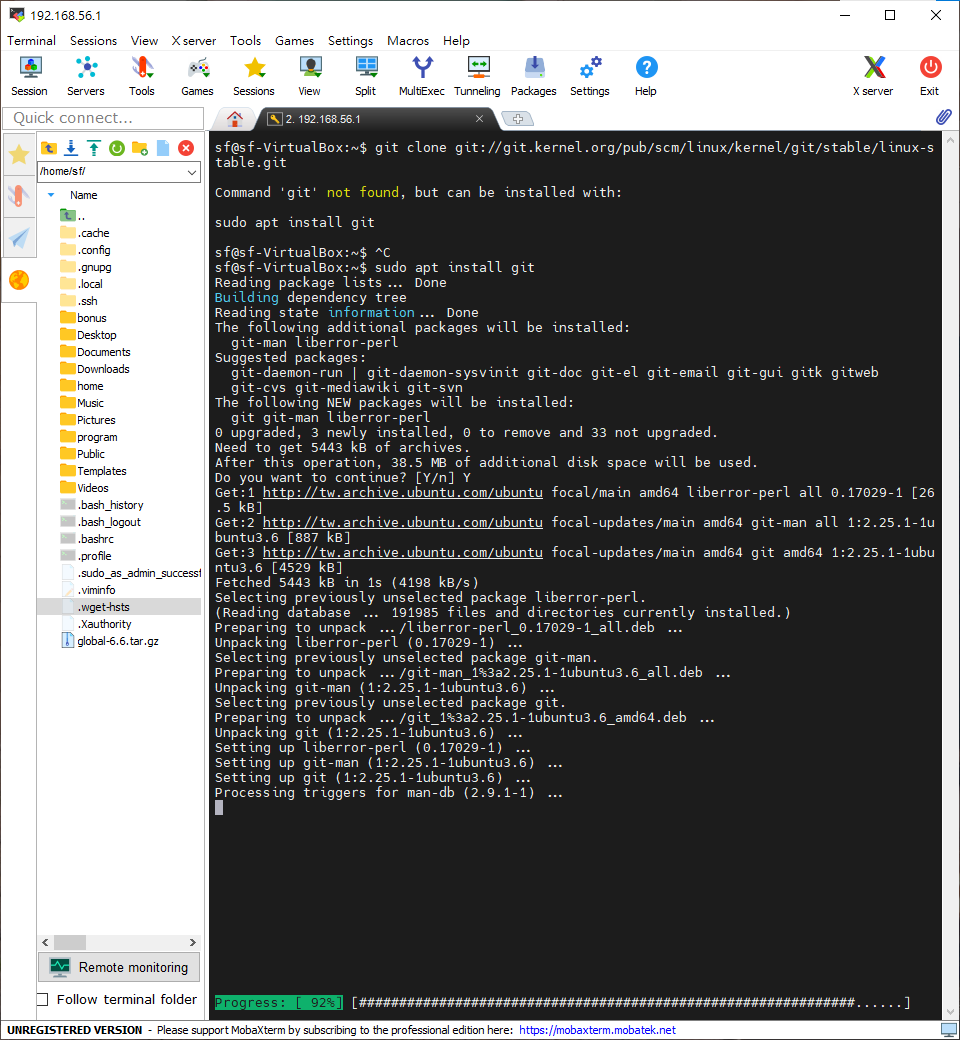 192.168.56.1
Terminal Sessions View X server Tools Games Settings Macros Help
Session Servers Tools Games Sessions View Split MultiExec Tunneling Packages Settings Help X server Exit
Quick connect...
2. 192.168.56.1
/home/sf/
Name
..
.cache
.config
.gnupg
.local
.ssh
bonus
Desktop
Documents
Downloads
home
Music
Pictures
program
Public
Templates
Videos
.bash_history
.bash_logout
.bashrc
.profile
.sudo_as_admin_successf
.viminfo
.wget-hsts
.Xauthority
global-6.6.tar.gz
Remote monitoring
Follow terminal folder
sf@sf-VirtualBox:~$ git clone git://git.kernel.org/pub/scm/linux/kernel/git/stable/linux-s
table.git
Command 'git' not found, but can be installed with:
sudo apt install git
sf@sf-VirtualBox:~$ ^C
sf@sf-VirtualBox:~$ sudo apt install git
Reading package lists... Done
Building dependency tree
Reading state information... Done
The following additional packages will be installed:
git-man liberror-perl
Suggested packages:
git-daemon-run | git-daemon-sysvinit git-doc git-el git-email git-gui gitk gitweb
git-cvs git-mediawiki git-svn
The following NEW packages will be installed:
git git-man liberror-perl
0 upgraded, 3 newly installed, 0 to remove and 33 not upgraded.
Need to get 5443 kB of archives.
After this operation, 38.5 MB of additional disk space will be used.
Do you want to continue? [Y/n] Y
Get:1 http://tw.archive.ubuntu.com/ubuntu focal/main amd64 liberror-perl all 0.17029-1 [26
.5 kB]
Get:2 http://tw.archive.ubuntu.com/ubuntu focal-updates/main amd64 git-man all 1:2.25.1-1u
buntu3.6 [887 kB]
Get:3 http://tw.archive.ubuntu.com/ubuntu focal-updates/main amd64 git amd64 1:2.25.1-1ubu
ntu3.6 [4529 kB]
Fetched 5443 kB in 1s (4198 kB/s)
Selecting previously unselected package liberror-perl.
(Reading database ... 191985 files and directories currently installed.)
Preparing to unpack .../liberror-perl_0.17029-1_all.deb ...
Unpacking liberror-perl (0.17029-1) ...
Selecting previously unselected package git-man.
Preparing to unpack .../git-man_1%3a2.25.1-1ubuntu3.6_all.deb ...
Unpacking git-man (1:2.25.1-1ubuntu3.6) ...
Selecting previously unselected package git.
Preparing to unpack .../git_1%3a2.25.1-1ubuntu3.6_amd64.deb ...
Unpacking git (1:2.25.1-1ubuntu3.6) ...
Setting up liberror-perl (0.17029-1) ...
Setting up git-man (1:2.25.1-1ubuntu3.6) ...
Setting up git (1:2.25.1-1ubuntu3.6) ...
Processing triggers for man-db (2.9.1-1) ...
Progress: [ 92%] [##############################################################......]
UNREGISTERED VERSION - Please support MobaXterm by subscribing to the professional edition here: https://mobaxterm.mobatek.net